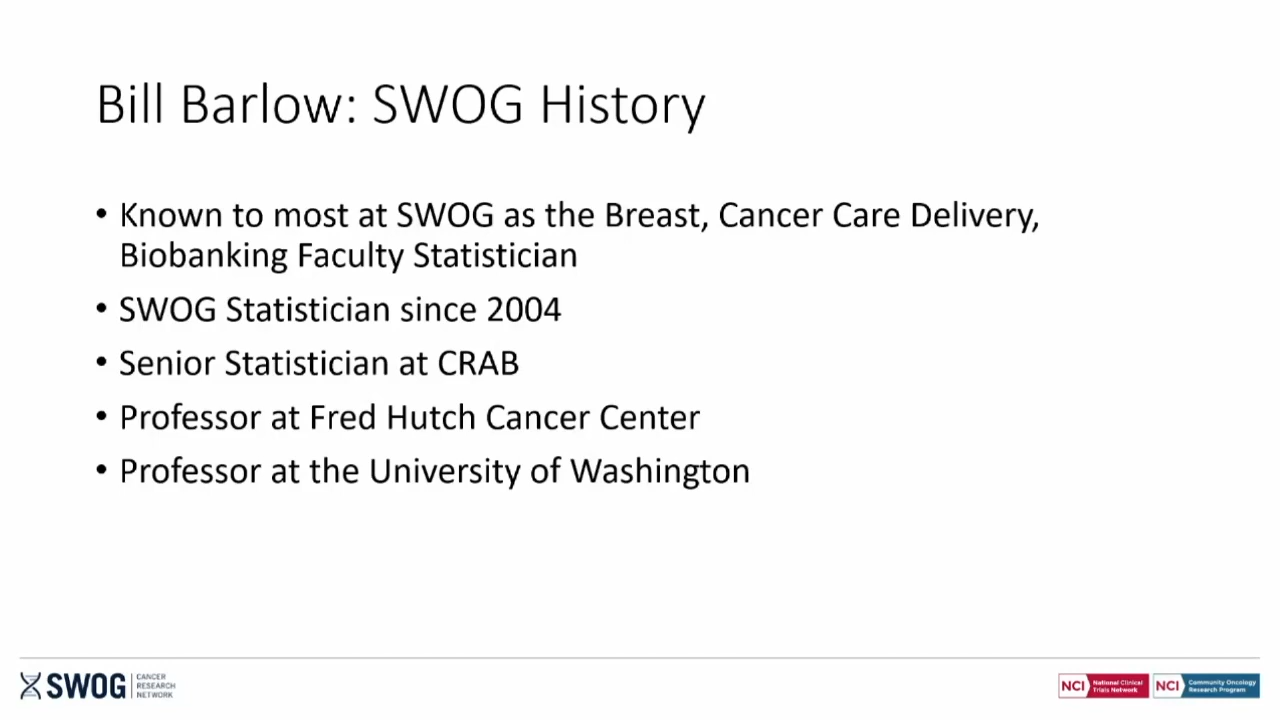 Bill Barlow: SWOG History
• Known to most at SWOG as the Breast, Cancer Care Delivery,
Biobanking Faculty Statistician
• SWOG Statistician since 2004
• Senior Statistician at CRAB
• Professor at Fred Hutch Cancer Center
• Professor at the University of Washington
SWOG
CANCER
RESEARCH
NETWORK
NCI
National Clinical
Trials Network
NCI
Community Oncology
Research Program